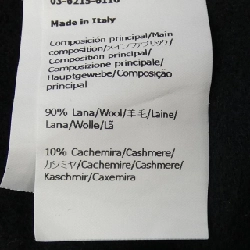 Made in Italy
Composición principal/Main
composition/メインファブリック/
Composition principal/
Composizione principale/
Hauptgewebe/Composição
principal
90% Lana/Wool/羊毛/Laine/
Lana/Wolle/Lã
10% Cachemira/Cashmere/
カシミヤ/Cachemire/Cashmere/
Kaschmir/Caxemira